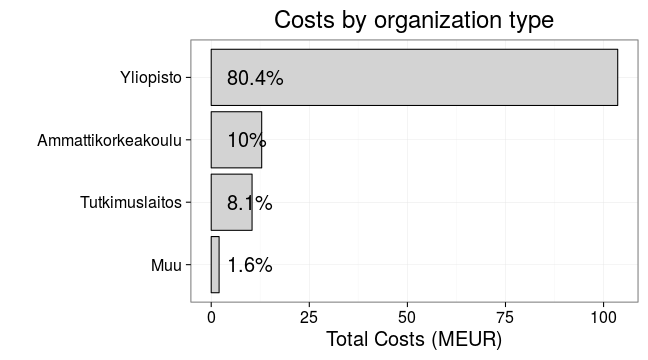 Costs by organization type
Yliopisto
80.4%
Ammattikorkeakoulu
10%
Tutkimuslaitos
8.1%
Muu
1.6%
0 25 50 75 100
Total Costs (MEUR)